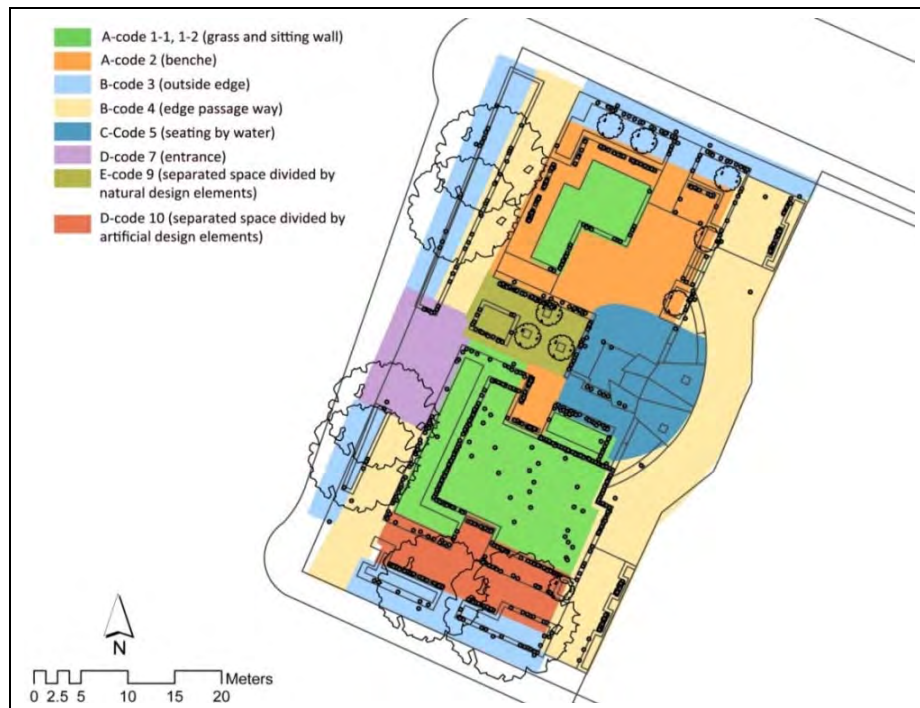 A-code 1-1, 1-2 (grass and sitting wall)
A-code 2 (benche)
B-code 3 (outside edge)
B-code 4 (edge passage way)
C-Code 5 (seating by water)
D-code 7 (entrance)
E-code 9 (separated space divided by
natural design elements)
D-code 10 (separated space divided by
artificial design elements)
N
Meters
0 2.5 5 10 15 20